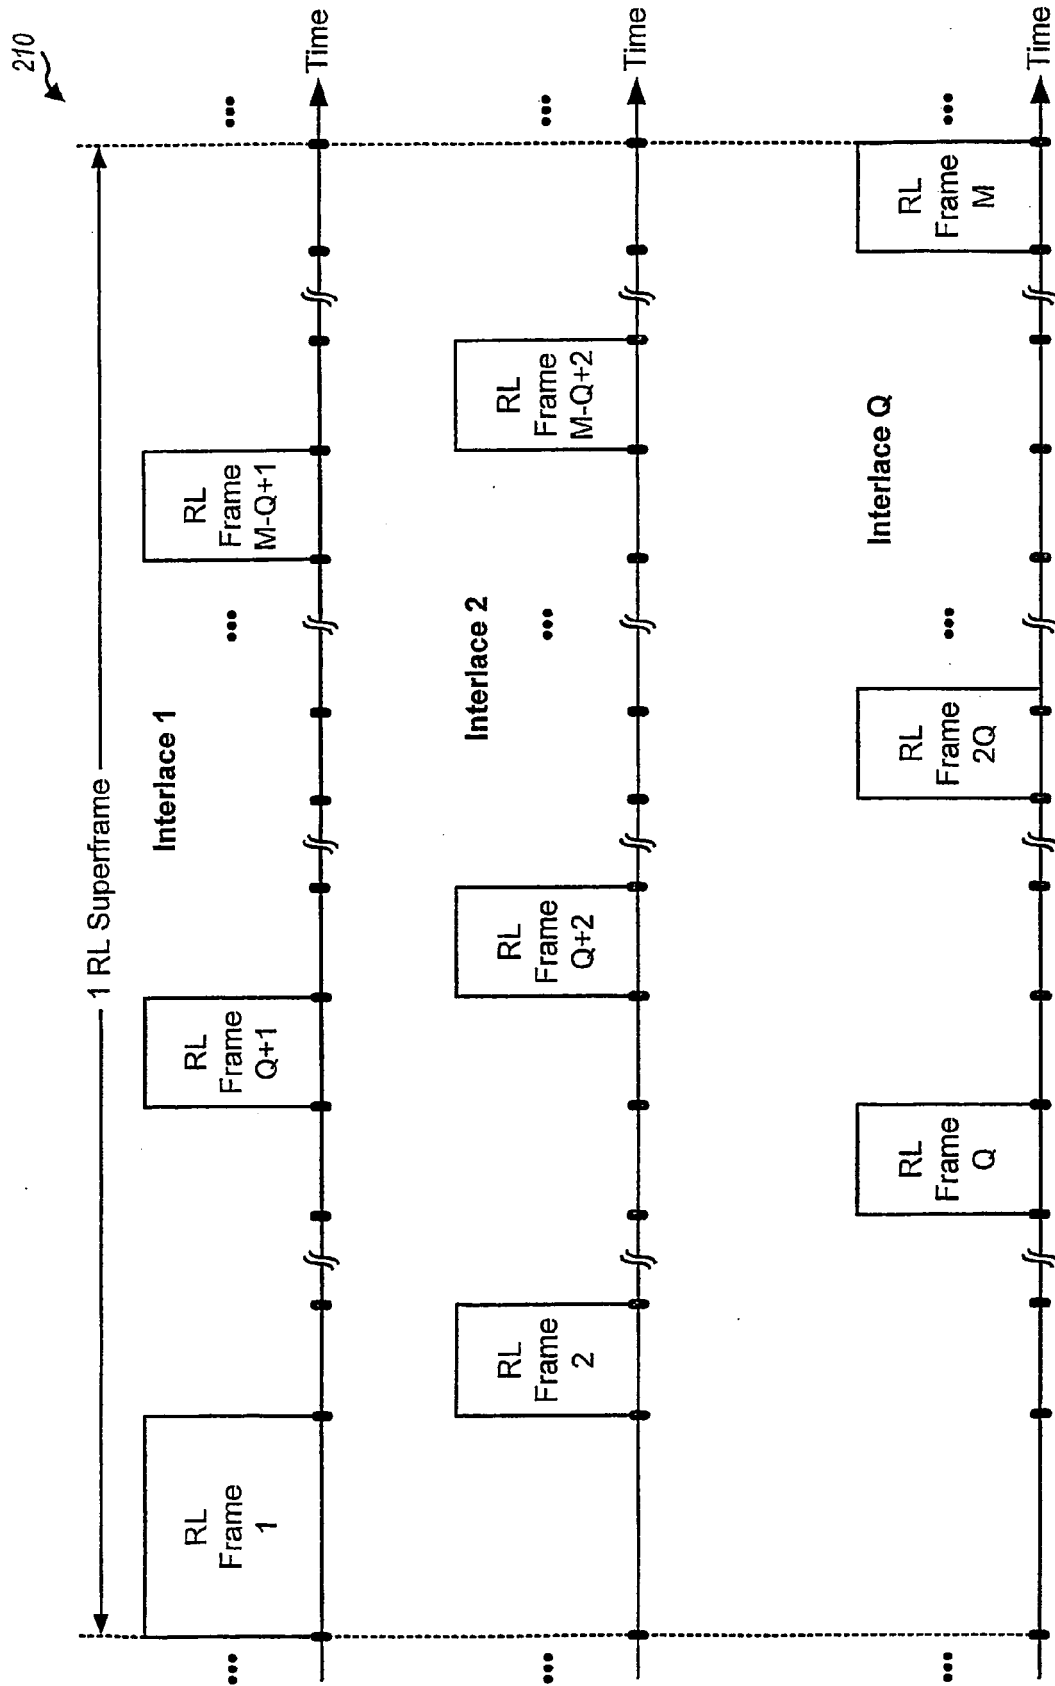 210
1 RL Superframe
Interlace 1
RL
Frame
1
RL
Frame
Q+1
•••
RL
Frame
M-Q+1
•••
•••
Time
Interlace 2
RL
Frame
2
RL
Frame
Q+2
•••
RL
Frame
M-Q+2
•••
•••
Time
Interlace Q
RL
Frame
Q
RL
Frame
2Q
•••
RL
Frame
M
•••
•••
Time